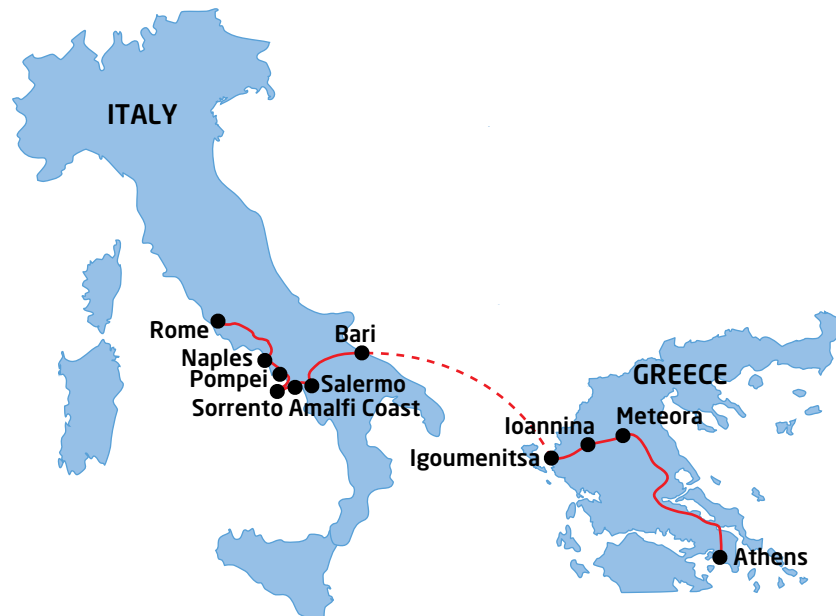 ITALY
Rome
Bari
Naples
Pompei
Salermo
Sorrento Amalfi Coast
GREECE
Ioannina
Meteora
Igoumenitsa
Athens